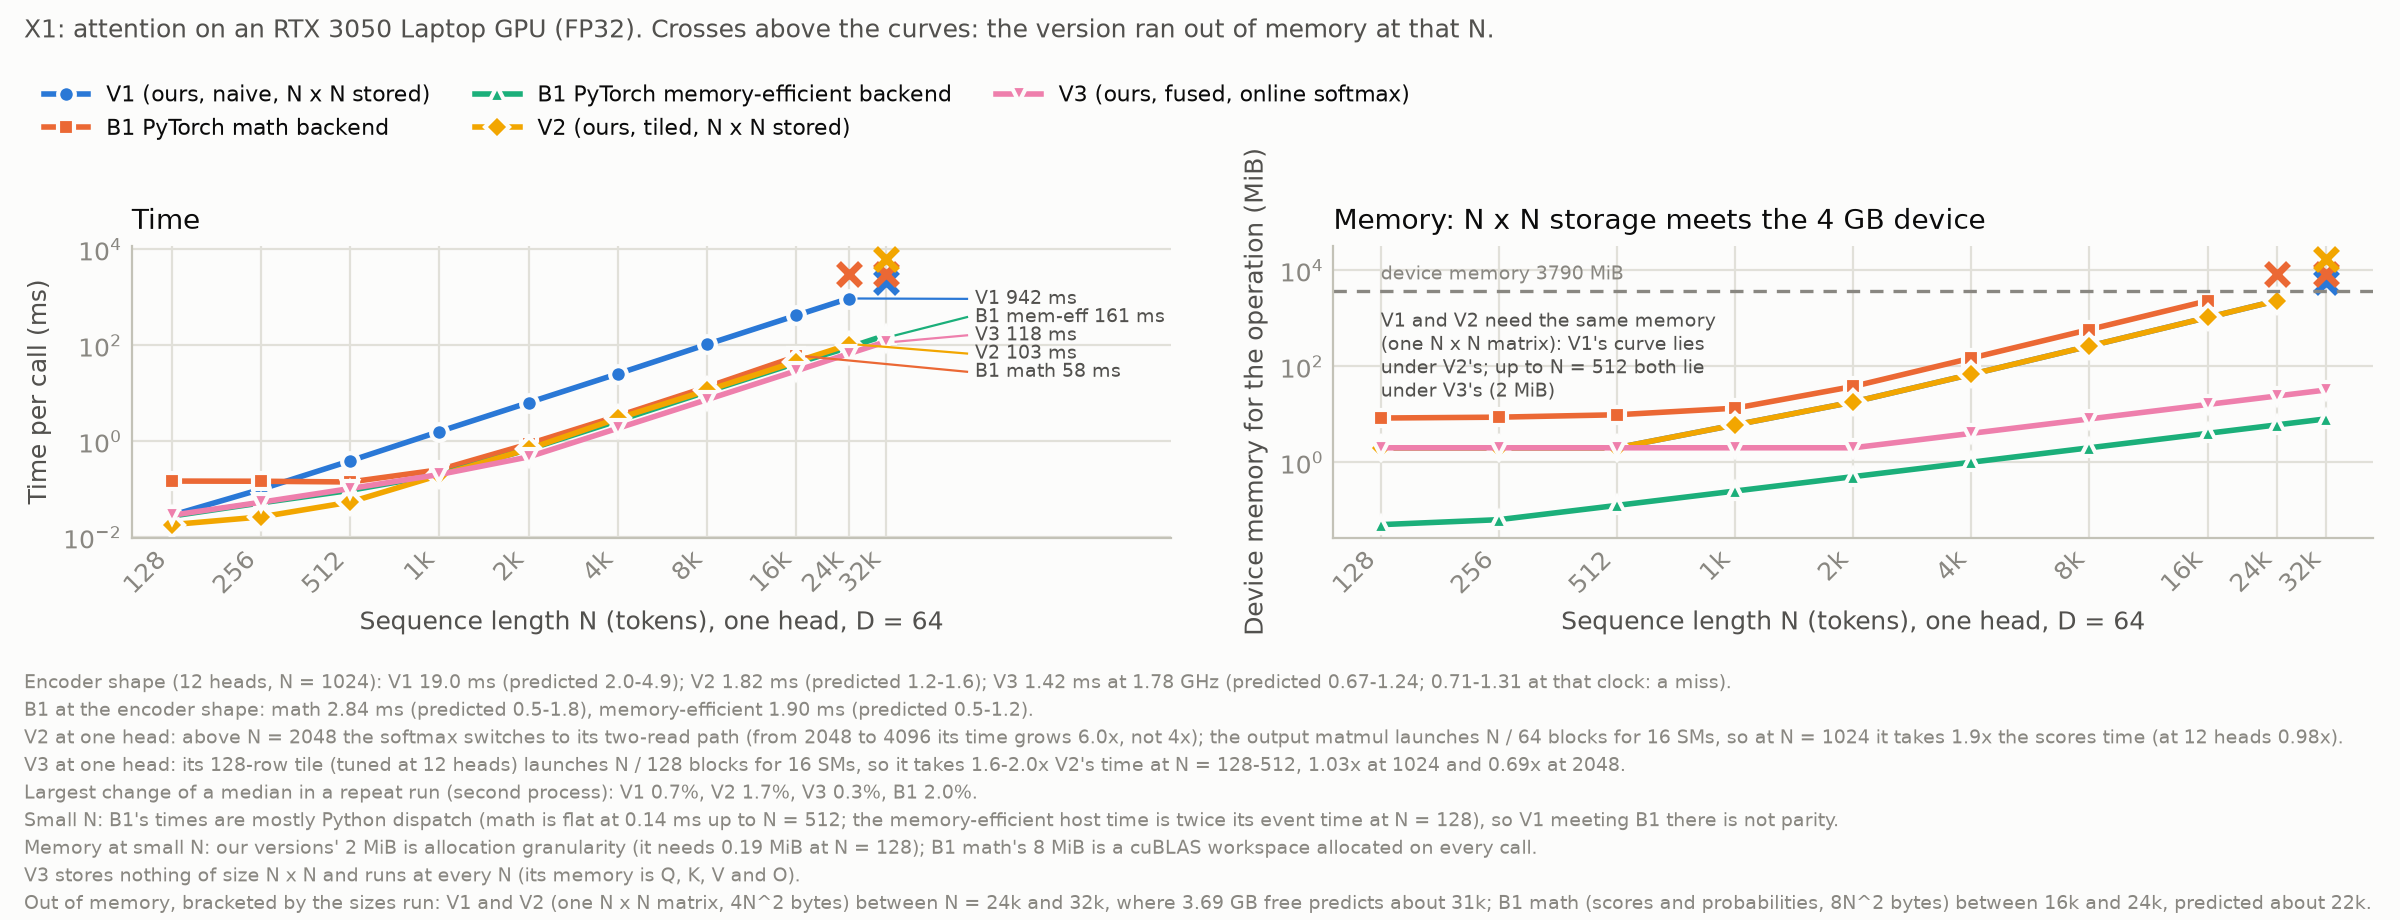 X1: attention on an RTX 3050 Laptop GPU (FP32). Crosses above the curves: the version ran out of memory at that N.
V1 (ours, naive, N x N stored)
B1 PyTorch math backend
B1 PyTorch memory-efficient backend
V2 (ours, tiled, N x N stored)
V3 (ours, fused, online softmax)
Time
Time per call (ms)
10⁴
10²
10⁰
10⁻²
V1 942 ms
B1 mem-eff 161 ms
V3 118 ms
V2 103 ms
B1 math 58 ms
128
256
512
1k
2k
4k
8k
16k
24k
32k
Sequence length N (tokens), one head, D = 64
Memory: N x N storage meets the 4 GB device
Device memory for the operation (MiB)
10⁴
10²
10⁰
device memory 3790 MiB
V1 and V2 need the same memory
(one N x N matrix): V1's curve lies
under V2's; up to N = 512 both lie
under V3's (2 MiB)
128
256
512
1k
2k
4k
8k
16k
24k
32k
Sequence length N (tokens), one head, D = 64
Encoder shape (12 heads, N = 1024): V1 19.0 ms (predicted 2.0-4.9); V2 1.82 ms (predicted 1.2-1.6); V3 1.42 ms at 1.78 GHz (predicted 0.67-1.24; 0.71-1.31 at that clock: a miss).
B1 at the encoder shape: math 2.84 ms (predicted 0.5-1.8), memory-efficient 1.90 ms (predicted 0.5-1.2).
V2 at one head: above N = 2048 the softmax switches to its two-read path (from 2048 to 4096 its time grows 6.0x, not 4x); the output matmul launches N / 64 blocks for 16 SMs, so at N = 1024 it takes 1.9x the scores time (at 12 heads 0.98x).
V3 at one head: its 128-row tile (tuned at 12 heads) launches N / 128 blocks for 16 SMs, so it takes 1.6-2.0x V2's time at N = 128-512, 1.03x at 1024 and 0.69x at 2048.
Largest change of a median in a repeat run (second process): V1 0.7%, V2 1.7%, V3 0.3%, B1 2.0%.
Small N: B1's times are mostly Python dispatch (math is flat at 0.14 ms up to N = 512; the memory-efficient host time is twice its event time at N = 128), so V1 meeting B1 there is not parity.
Memory at small N: our versions' 2 MiB is allocation granularity (it needs 0.19 MiB at N = 128); B1 math's 8 MiB is a cuBLAS workspace allocated on every call.
V3 stores nothing of size N x N and runs at every N (its memory is Q, K, V and O).
Out of memory, bracketed by the sizes run: V1 and V2 (one N x N matrix, 4N^2 bytes) between N = 24k and 32k, where 3.69 GB free predicts about 31k; B1 math (scores and probabilities, 8N^2 bytes) between 16k and 24k, predicted about 22k.